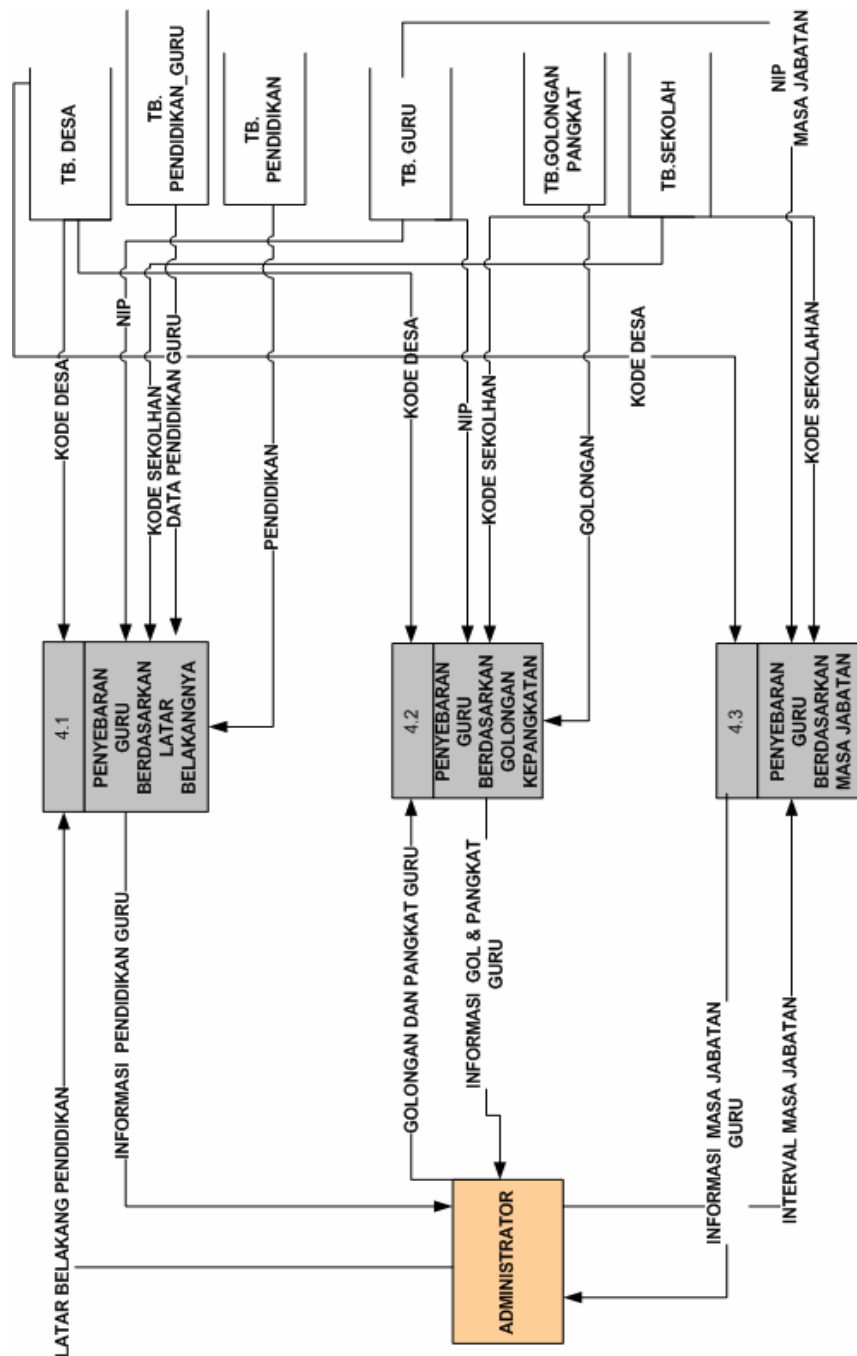 LATAR BELAKANG PENDIDIKAN
INFORMASI PENDIDIKAN GURU
4.1
PENYEBARAN
GURU
BERDASARKAN
LATAR
BELAKANGNYA
KODE DESA
NIP
KODE SEKOLHAN
DATA PENDIDIKAN GURU
PENDIDIKAN
TB. DESA
TB.
PENDIDIKAN_GURU
TB.
PENDIDIKAN
ADMINISTRATOR
GOLONGAN DAN PANGKAT GURU
INFORMASI GOL & PANGKAT
GURU
4.2
PENYEBARAN
GURU
BERDASARKAN
GOLONGAN
KEPANGKATAN
KODE DESA
NIP
KODE SEKOLHAN
GOLONGAN
TB. GURU
TB.GOLONGAN
PANGKAT
TB.SEKOLAH
INFORMASI MASA JABATAN
GURU
INTERVAL MASA JABATAN
4.3
PENYEBARAN
GURU
BERDASARKAN
MASA JABATAN
KODE DESA
KODE SEKOLAHAN
NIP
MASA JABATAN